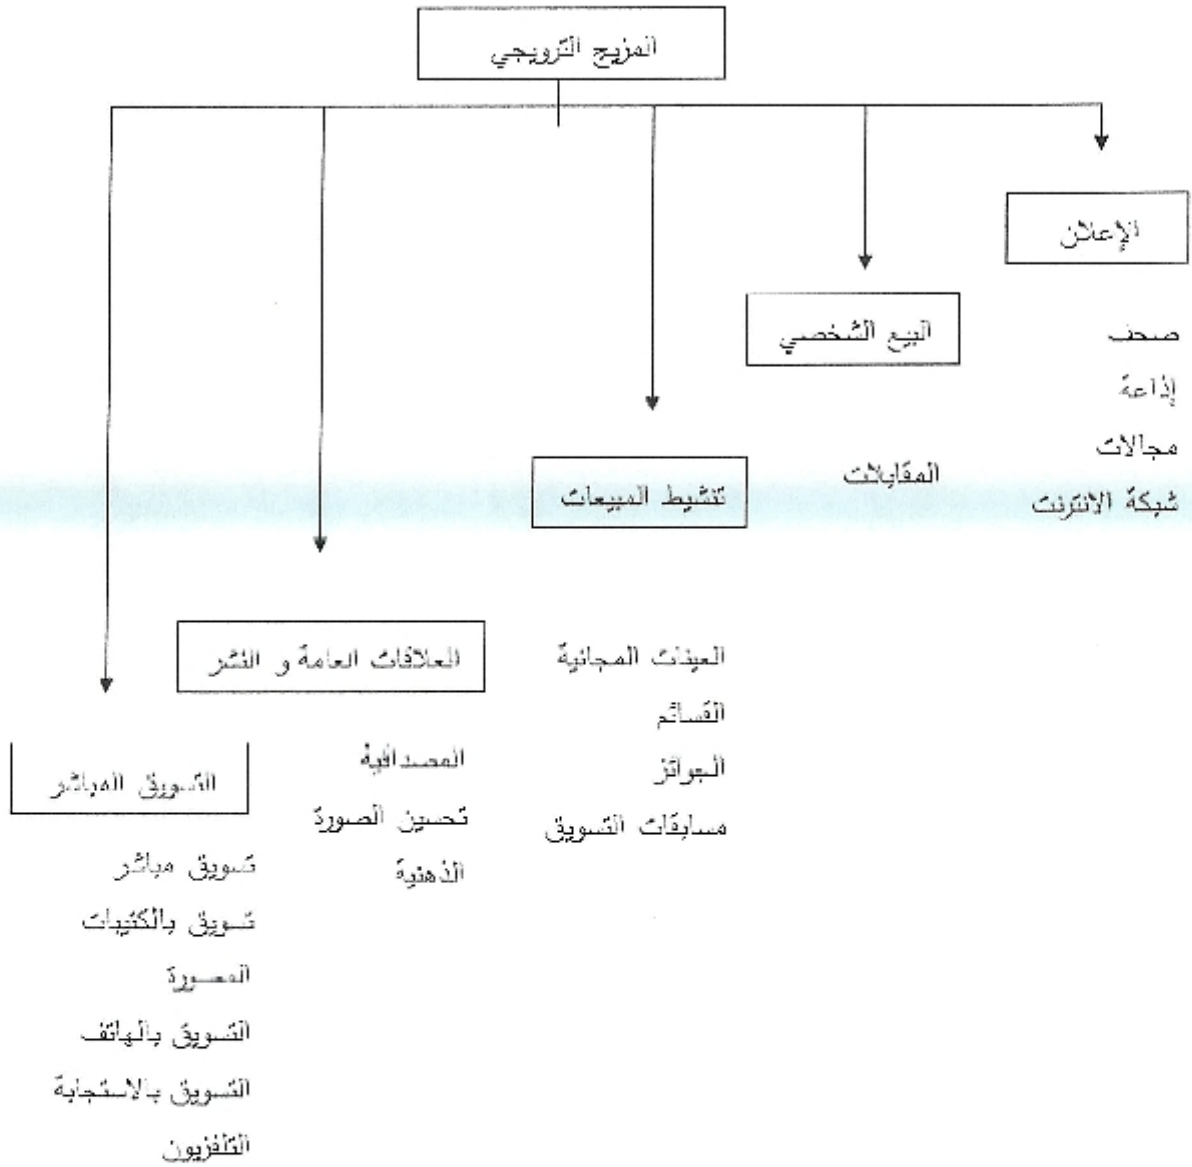 المزيج الترويجي
الإعلان
صحف
إذاعة
مجالات
شبكة الانترنت
البيع الشخصي
المقابلات
تنشيط المبيعات
العينات المجانية
القسائم
الجوائز
مسابقات التسويق
العلاقات العامة و النشر
المصداقية
تحسين الصورة
الذهنية
التسويق المباشر
تسويق مباشر
تسويق بالكتيبات
المصورة
التسويق بالهاتف
التسويق بالاستجابة
التلفزيون